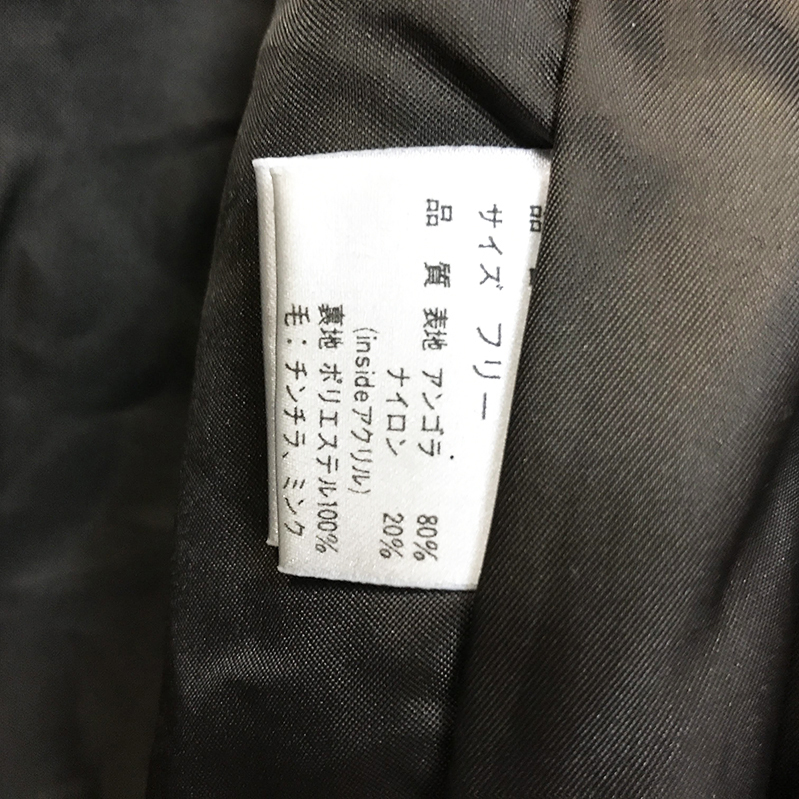 品
サイズ フリー
品 質 表地 アンゴラ 80%
ナイロン 20%
(insideアクリル)
裏地 ポリエステル100%
毛:チンチラ、ミンク